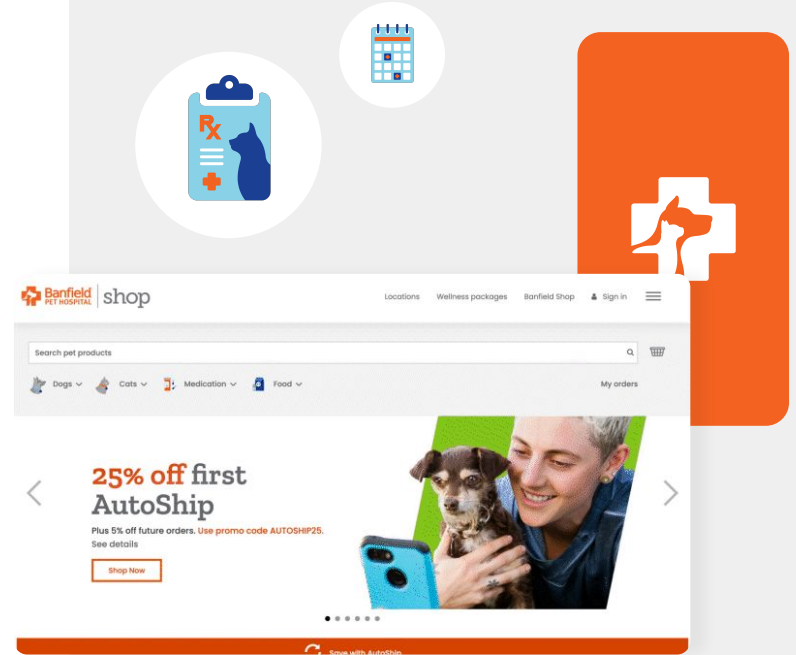 Rx
Banfield
PET HOSPITAL
shop
Locations Wellness packages Banfield Shop Sign in
Search pet products
Dogs Cats Medication Food My orders
25% off first
AutoShip
Plus 5% off future orders. Use promo code AUTOSHIP25.
See details
Shop Now
Save with AutoShip